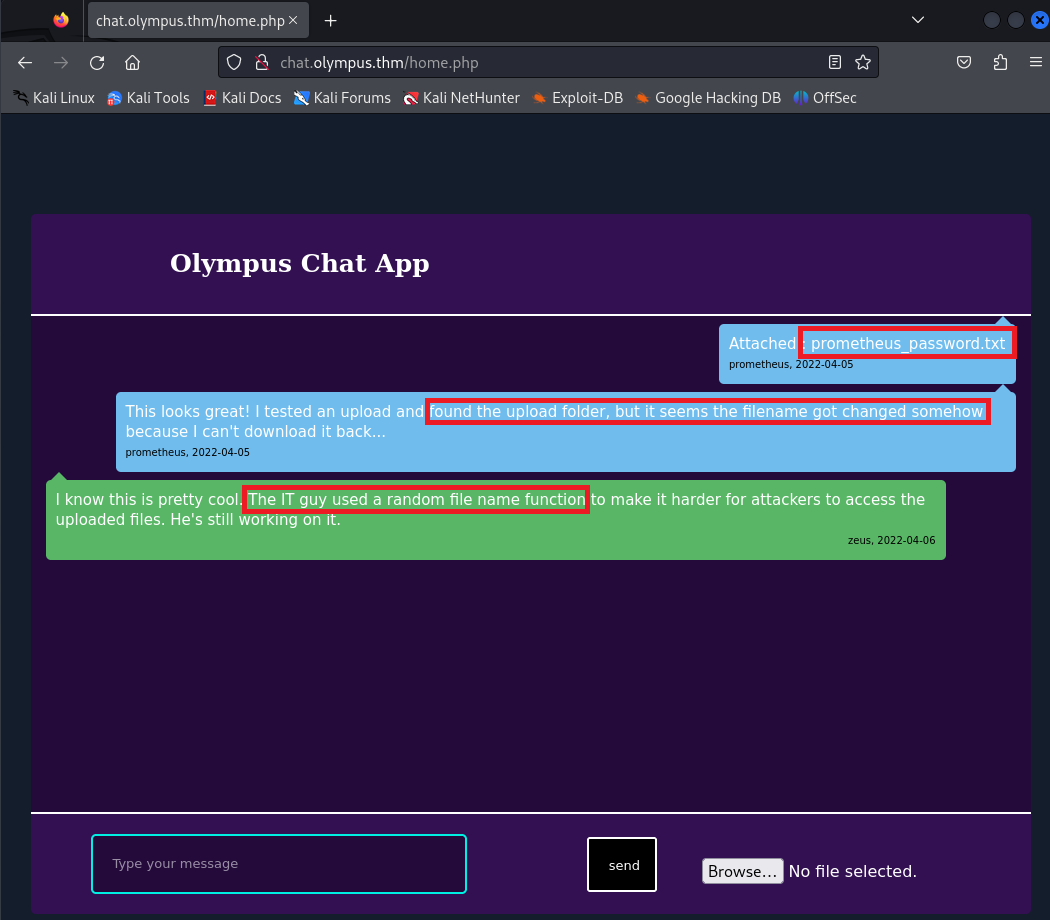 chat.olympus.thm/home.php
chat.olympus.thm/home.php
Kali Linux Kali Tools Kali Docs Kali Forums Kali NetHunter Exploit-DB Google Hacking DB OffSec
Olympus Chat App
Attached : prometheus_password.txt
prometheus, 2022-04-05
This looks great! I tested an upload and found the upload folder, but it seems the filename got changed somehow
because I can't download it back...
prometheus, 2022-04-05
I know this is pretty cool. The IT guy used a random file name function to make it harder for attackers to access the
uploaded files. He's still working on it.
zeus, 2022-04-06
Type your message
send
Browse... No file selected.